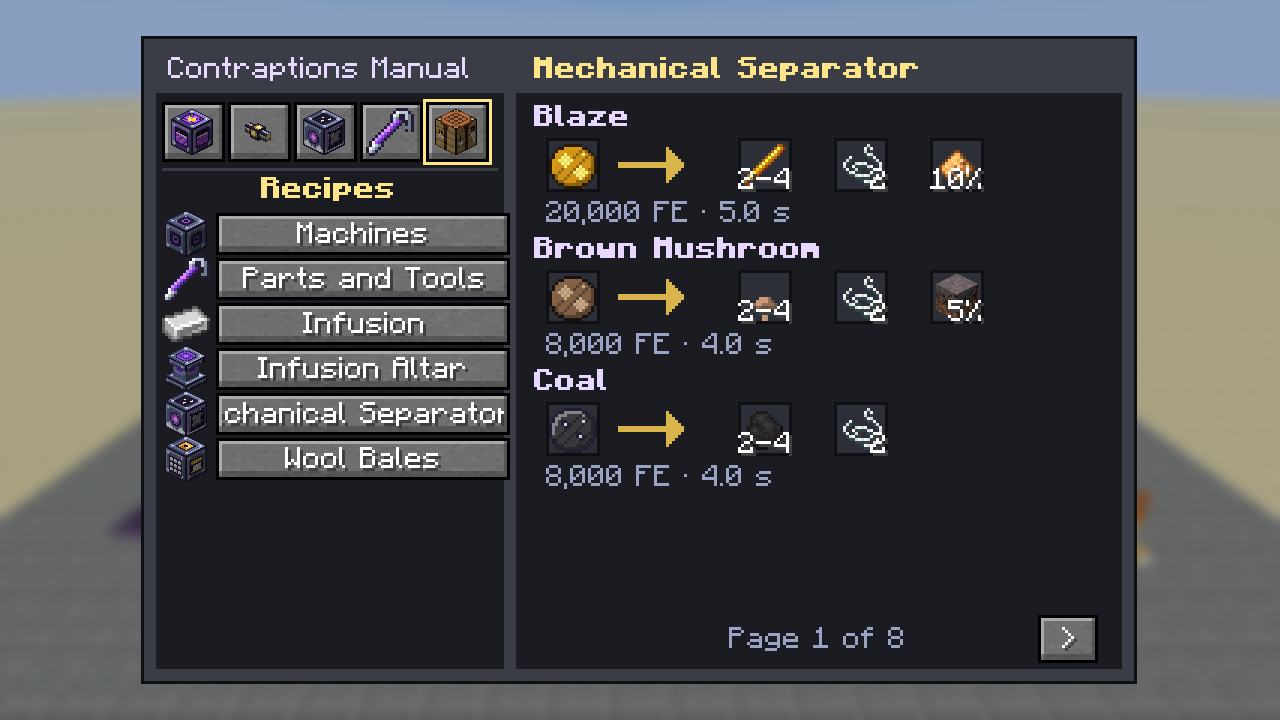 Contraptions Manual
Recipes
Machines
Parts and Tools
Infusion
Infusion Altar
chanical Separator
Wool Bales
Mechanical Separator
Blaze
2-4 2 10%
20,000 FE · 5.0 s
Brown Mushroom
2-4 2 5%
8,000 FE · 4.0 s
Coal
2-4 2
8,000 FE · 4.0 s
Page 1 of 8
>